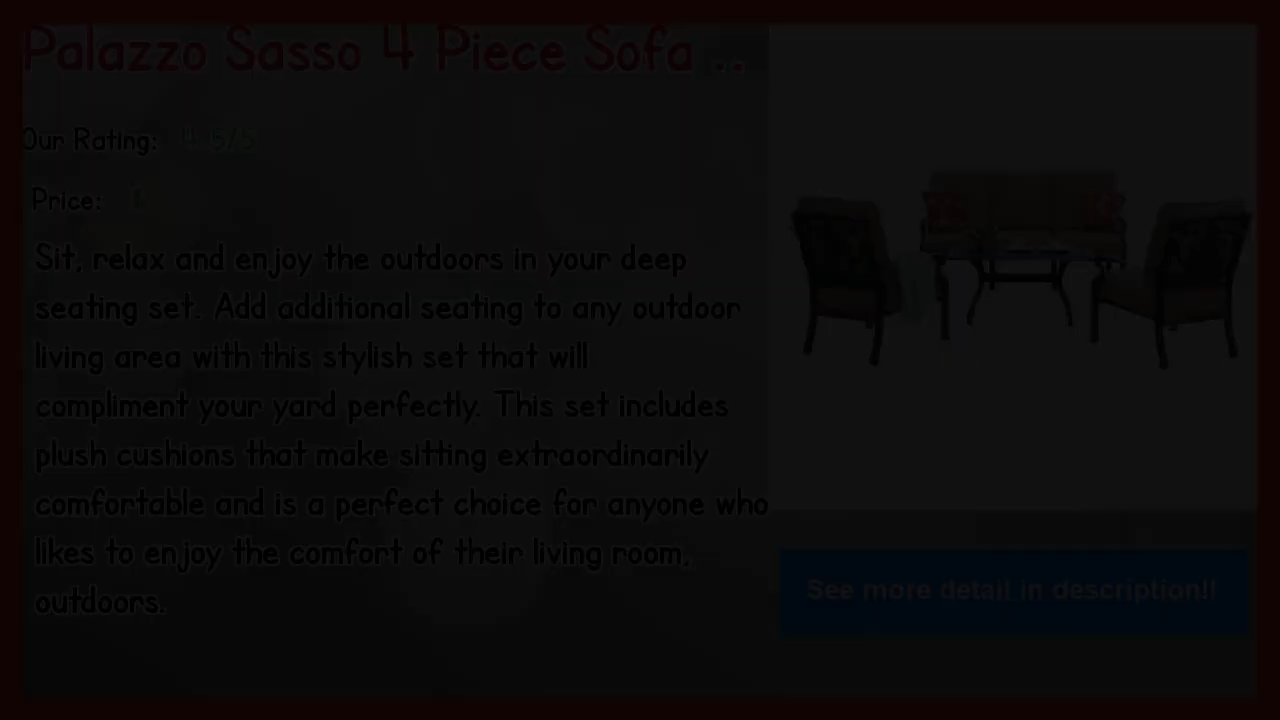 Palazzo Sasso 4 Piece Sofa ..
Our Rating: 4.5/5
Price:
Sit, relax and enjoy the outdoors in your deep
seating set. Add additional seating to any outdoor
living area with this stylish set that will
compliment your yard perfectly. This set includes
plush cushions that make sitting extraordinarily
comfortable and is a perfect choice for anyone who
likes to enjoy the comfort of their living room,
outdoors.
See more detail in description!!